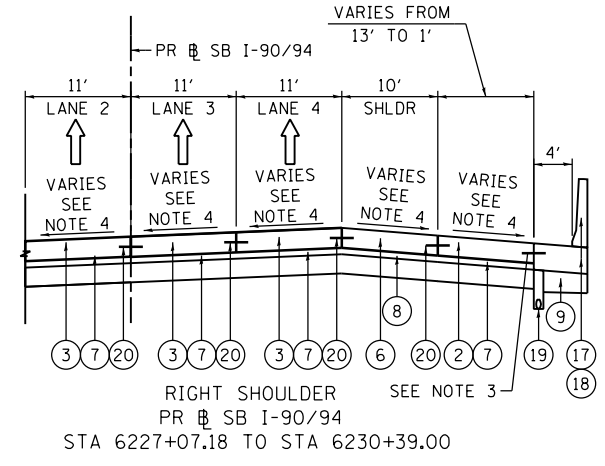 VARIES FROM
13' TO 1'
PR BL SB I-90/94
11' 11' 11' 10'
LANE 2 LANE 3 LANE 4 SHLDR
4'
VARIES SEE NOTE 4
VARIES SEE NOTE 4
VARIES SEE NOTE 4
VARIES SEE NOTE 4
VARIES SEE NOTE 4
8
9
3 7 20 3 7 20 3 7 20 6 20 2 7 19 17
18
SEE NOTE 3
RIGHT SHOULDER
PR BL SB I-90/94
STA 6227+07.18 TO STA 6230+39.00